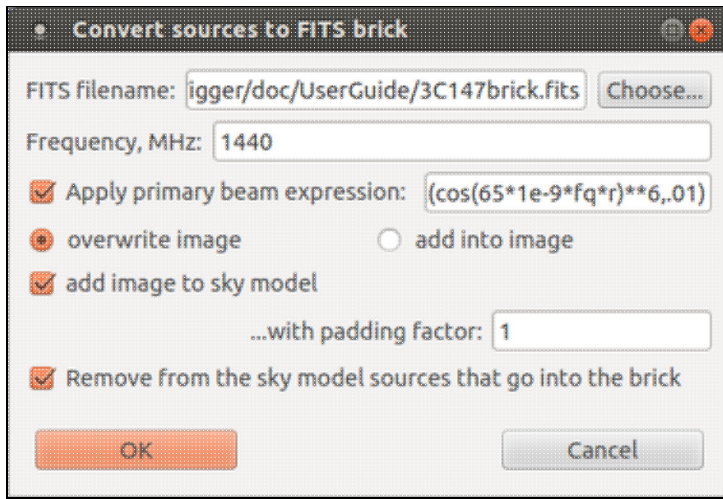 Convert sources to FITS brick
FITS filename: igger/doc/UserGuide/3C147brick.fits Choose...
Frequency, MHz: 1440
Apply primary beam expression: (cos(65*1e-9*fq*r)**6,.01)
overwrite image add into image
add image to sky model
...with padding factor: 1
Remove from the sky model sources that go into the brick
OK Cancel